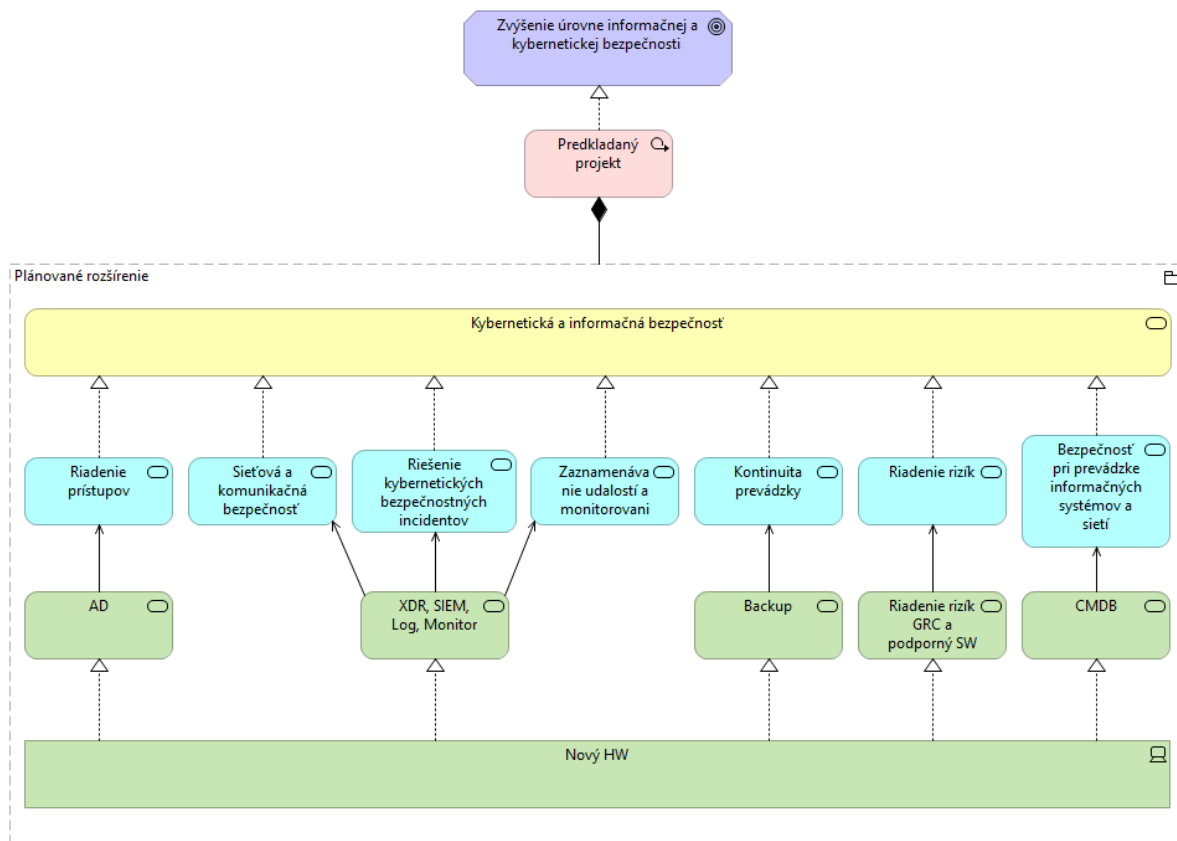 Zvýšenie úrovne informačnej a
kybernetickej bezpečnosti
Predkladaný
projekt
Plánované rozšírenie
Kybernetická a informačná bezpečnosť
Riadenie
prístupov
Sieťová a
komunikačná
bezpečnosť
Riešenie
kybernetických
bezpečnostných
incidentov
Zaznamenáva
nie udalostí a
monitorovani
Kontinuita
prevádzky
Riadenie rizík
Bezpečnosť
pri prevádzke
informačných
systémov a
sietí
AD
XDR, SIEM,
Log, Monitor
Backup
Riadenie rizík
GRC a
podporný SW
CMDB
Nový HW